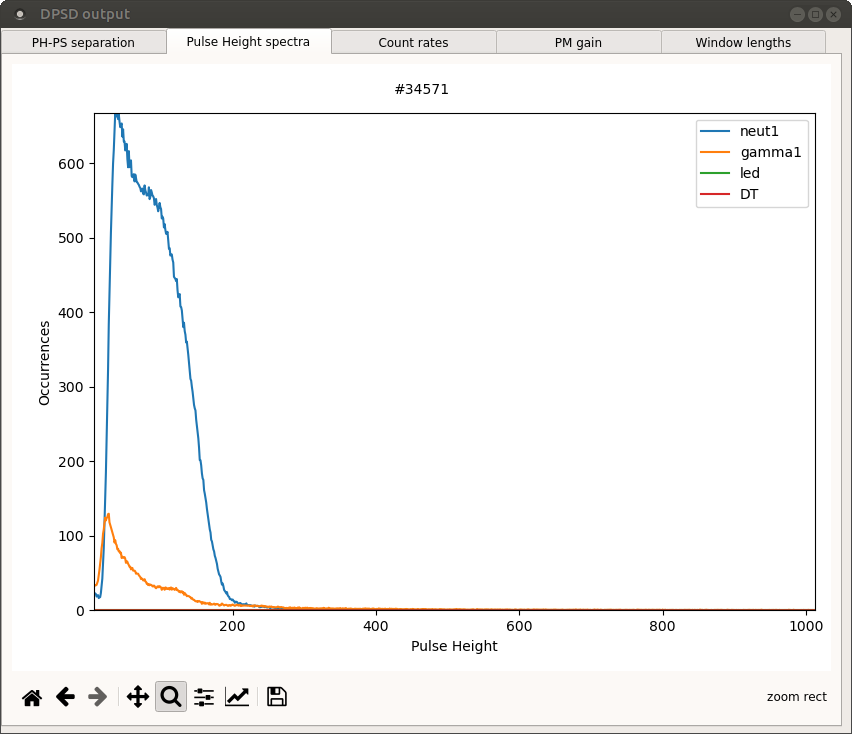 DPSD output
PH-PS separation
Pulse Height spectra
Count rates
PM gain
Window lengths
#34571
neut1
gamma1
led
DT
600
500
400
300
200
100
0
Occurrences
200
400
600
800
1000
Pulse Height
zoom rect